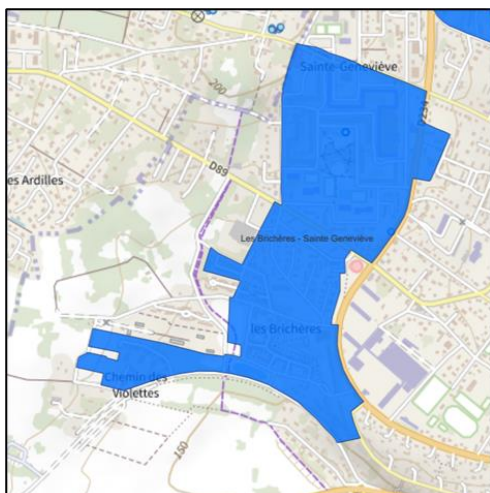 Sainte-Geneviève
200
D89
es Ardilles
Les Brichères - Sainte Geneviève
les Brichères
Chemin des
Violettes
150